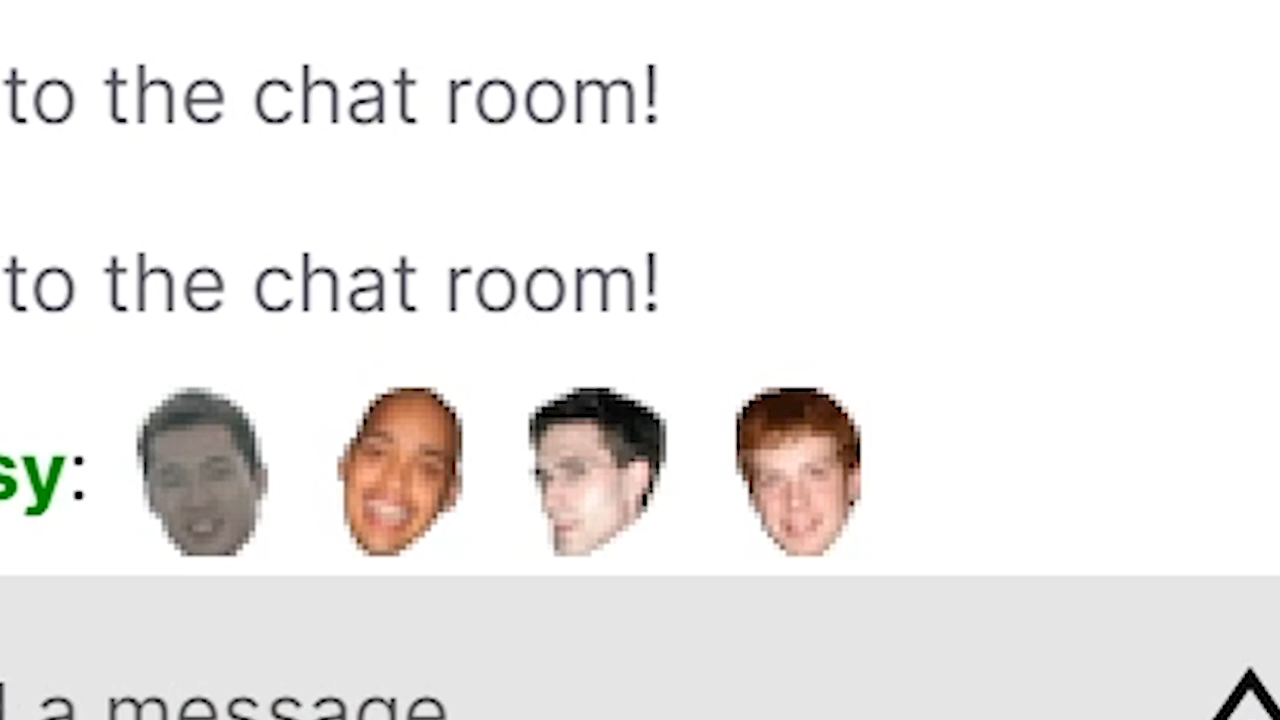 to the chat room!
to the chat room!
sy:
a message